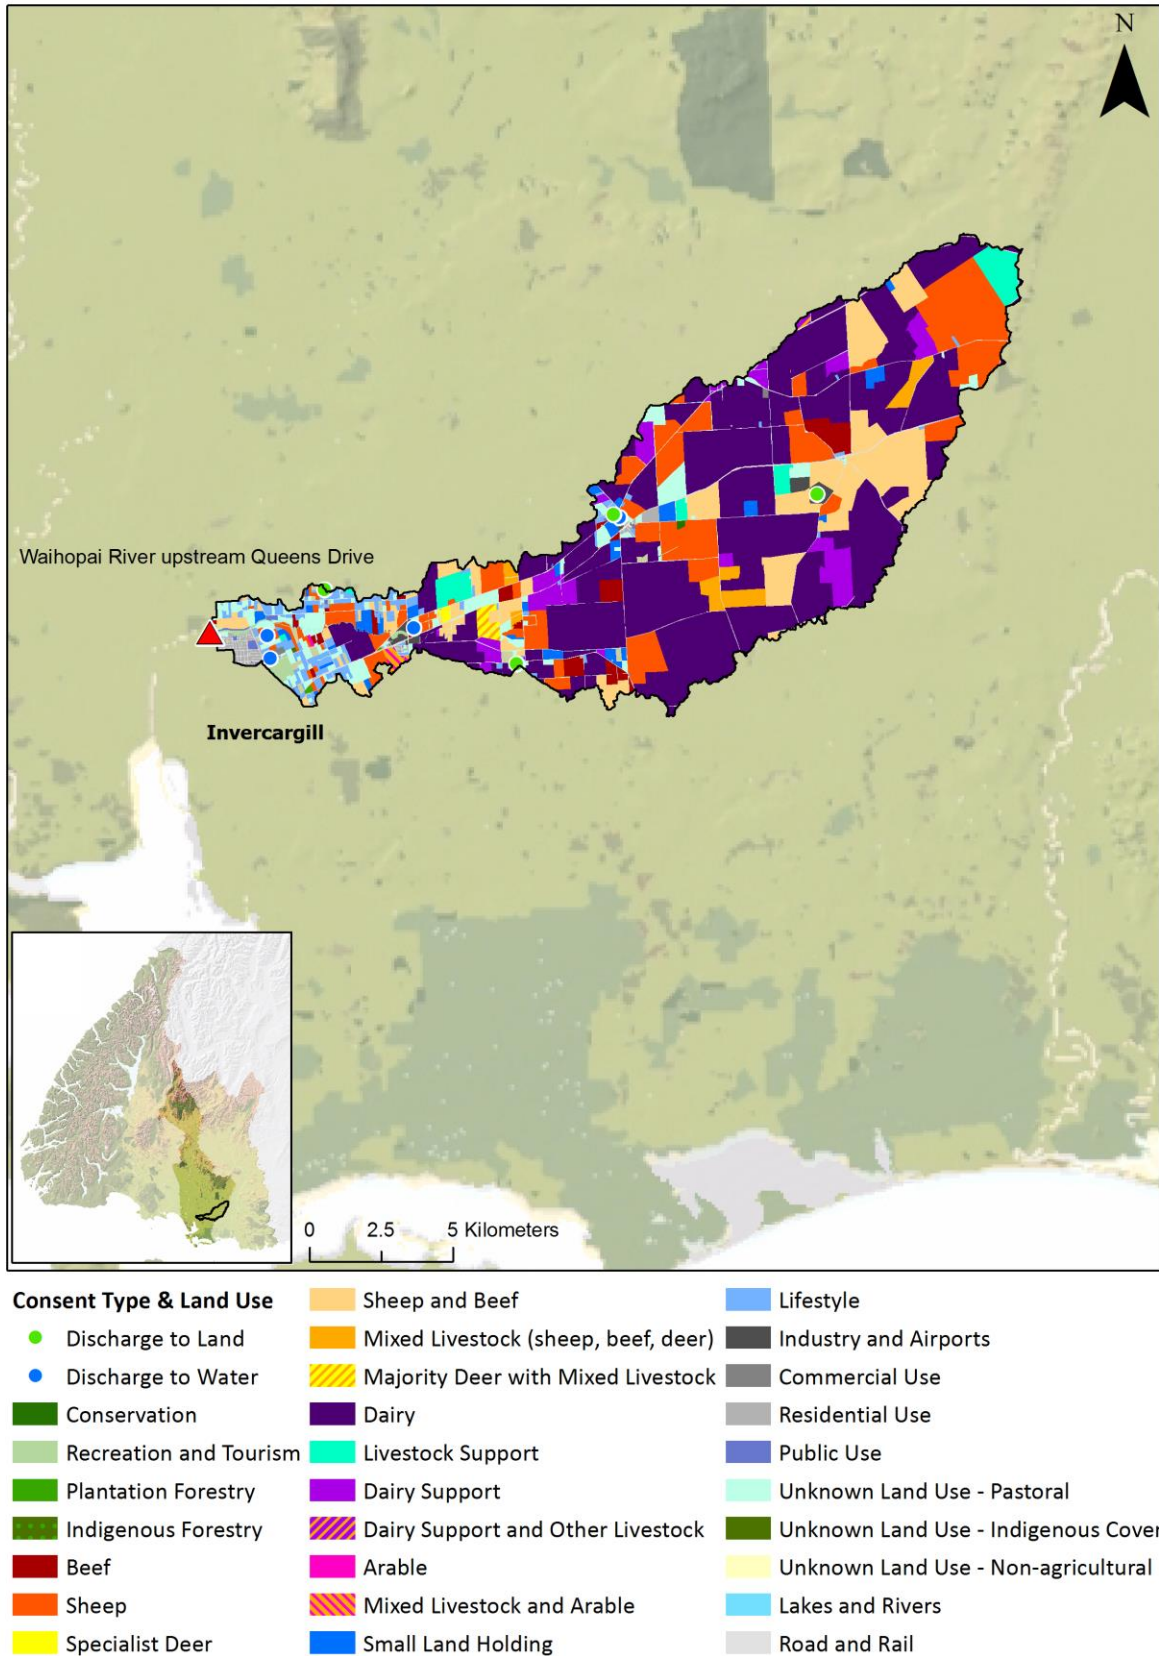 N
Waihopai River upstream Queens Drive
Invercargill
0 2.5 5 Kilometers
Consent Type & Land Use
Discharge to Land
Discharge to Water
Conservation
Recreation and Tourism
Plantation Forestry
Indigenous Forestry
Beef
Sheep
Specialist Deer
Sheep and Beef
Mixed Livestock (sheep, beef, deer)
Majority Deer with Mixed Livestock
Dairy
Livestock Support
Dairy Support
Dairy Support and Other Livestock
Arable
Mixed Livestock and Arable
Small Land Holding
Lifestyle
Industry and Airports
Commercial Use
Residential Use
Public Use
Unknown Land Use - Pastoral
Unknown Land Use - Indigenous Cover
Unknown Land Use - Non-agricultural
Lakes and Rivers
Road and Rail